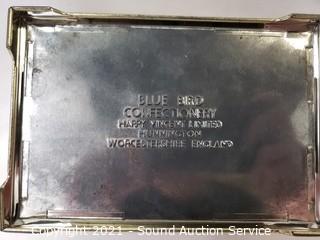 BLUE BIRD
CONFECTIONERY
HARRY VINCENT LIMITED
HUNNINGTON
WORCESTERSHIRE ENGLAND
Copyright 2021 - Sound Auction Service